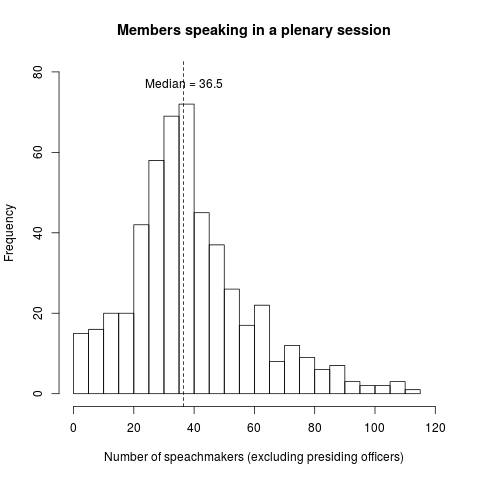 Members speaking in a plenary session
Median = 36.5
80
60
40
20
0
Frequency
0 20 40 60 80 100 120
Number of speachmakers (excluding presiding officers)